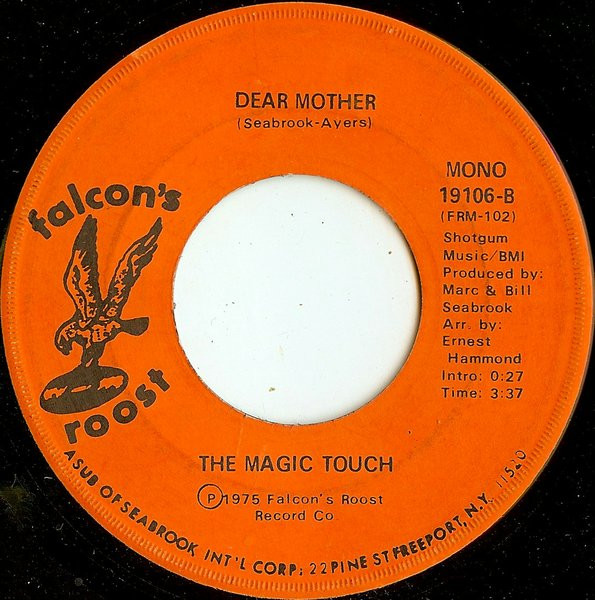 DEAR MOTHER
(Seabrook-Ayers)
falcon's
roost
MONO
19106-B
(FRM-102)
Shotgum
Music/BMI
Produced by:
Marc & Bill
Seabrook
Arr. by:
Ernest
Hammond
Intro: 0:27
Time: 3:37
THE MAGIC TOUCH
Ⓟ1975 Falcon's Roost
Record Co.
A SUB OF SEABROOK INT'L CORP; 22 PINE ST FREEPORT, N.Y. 11520